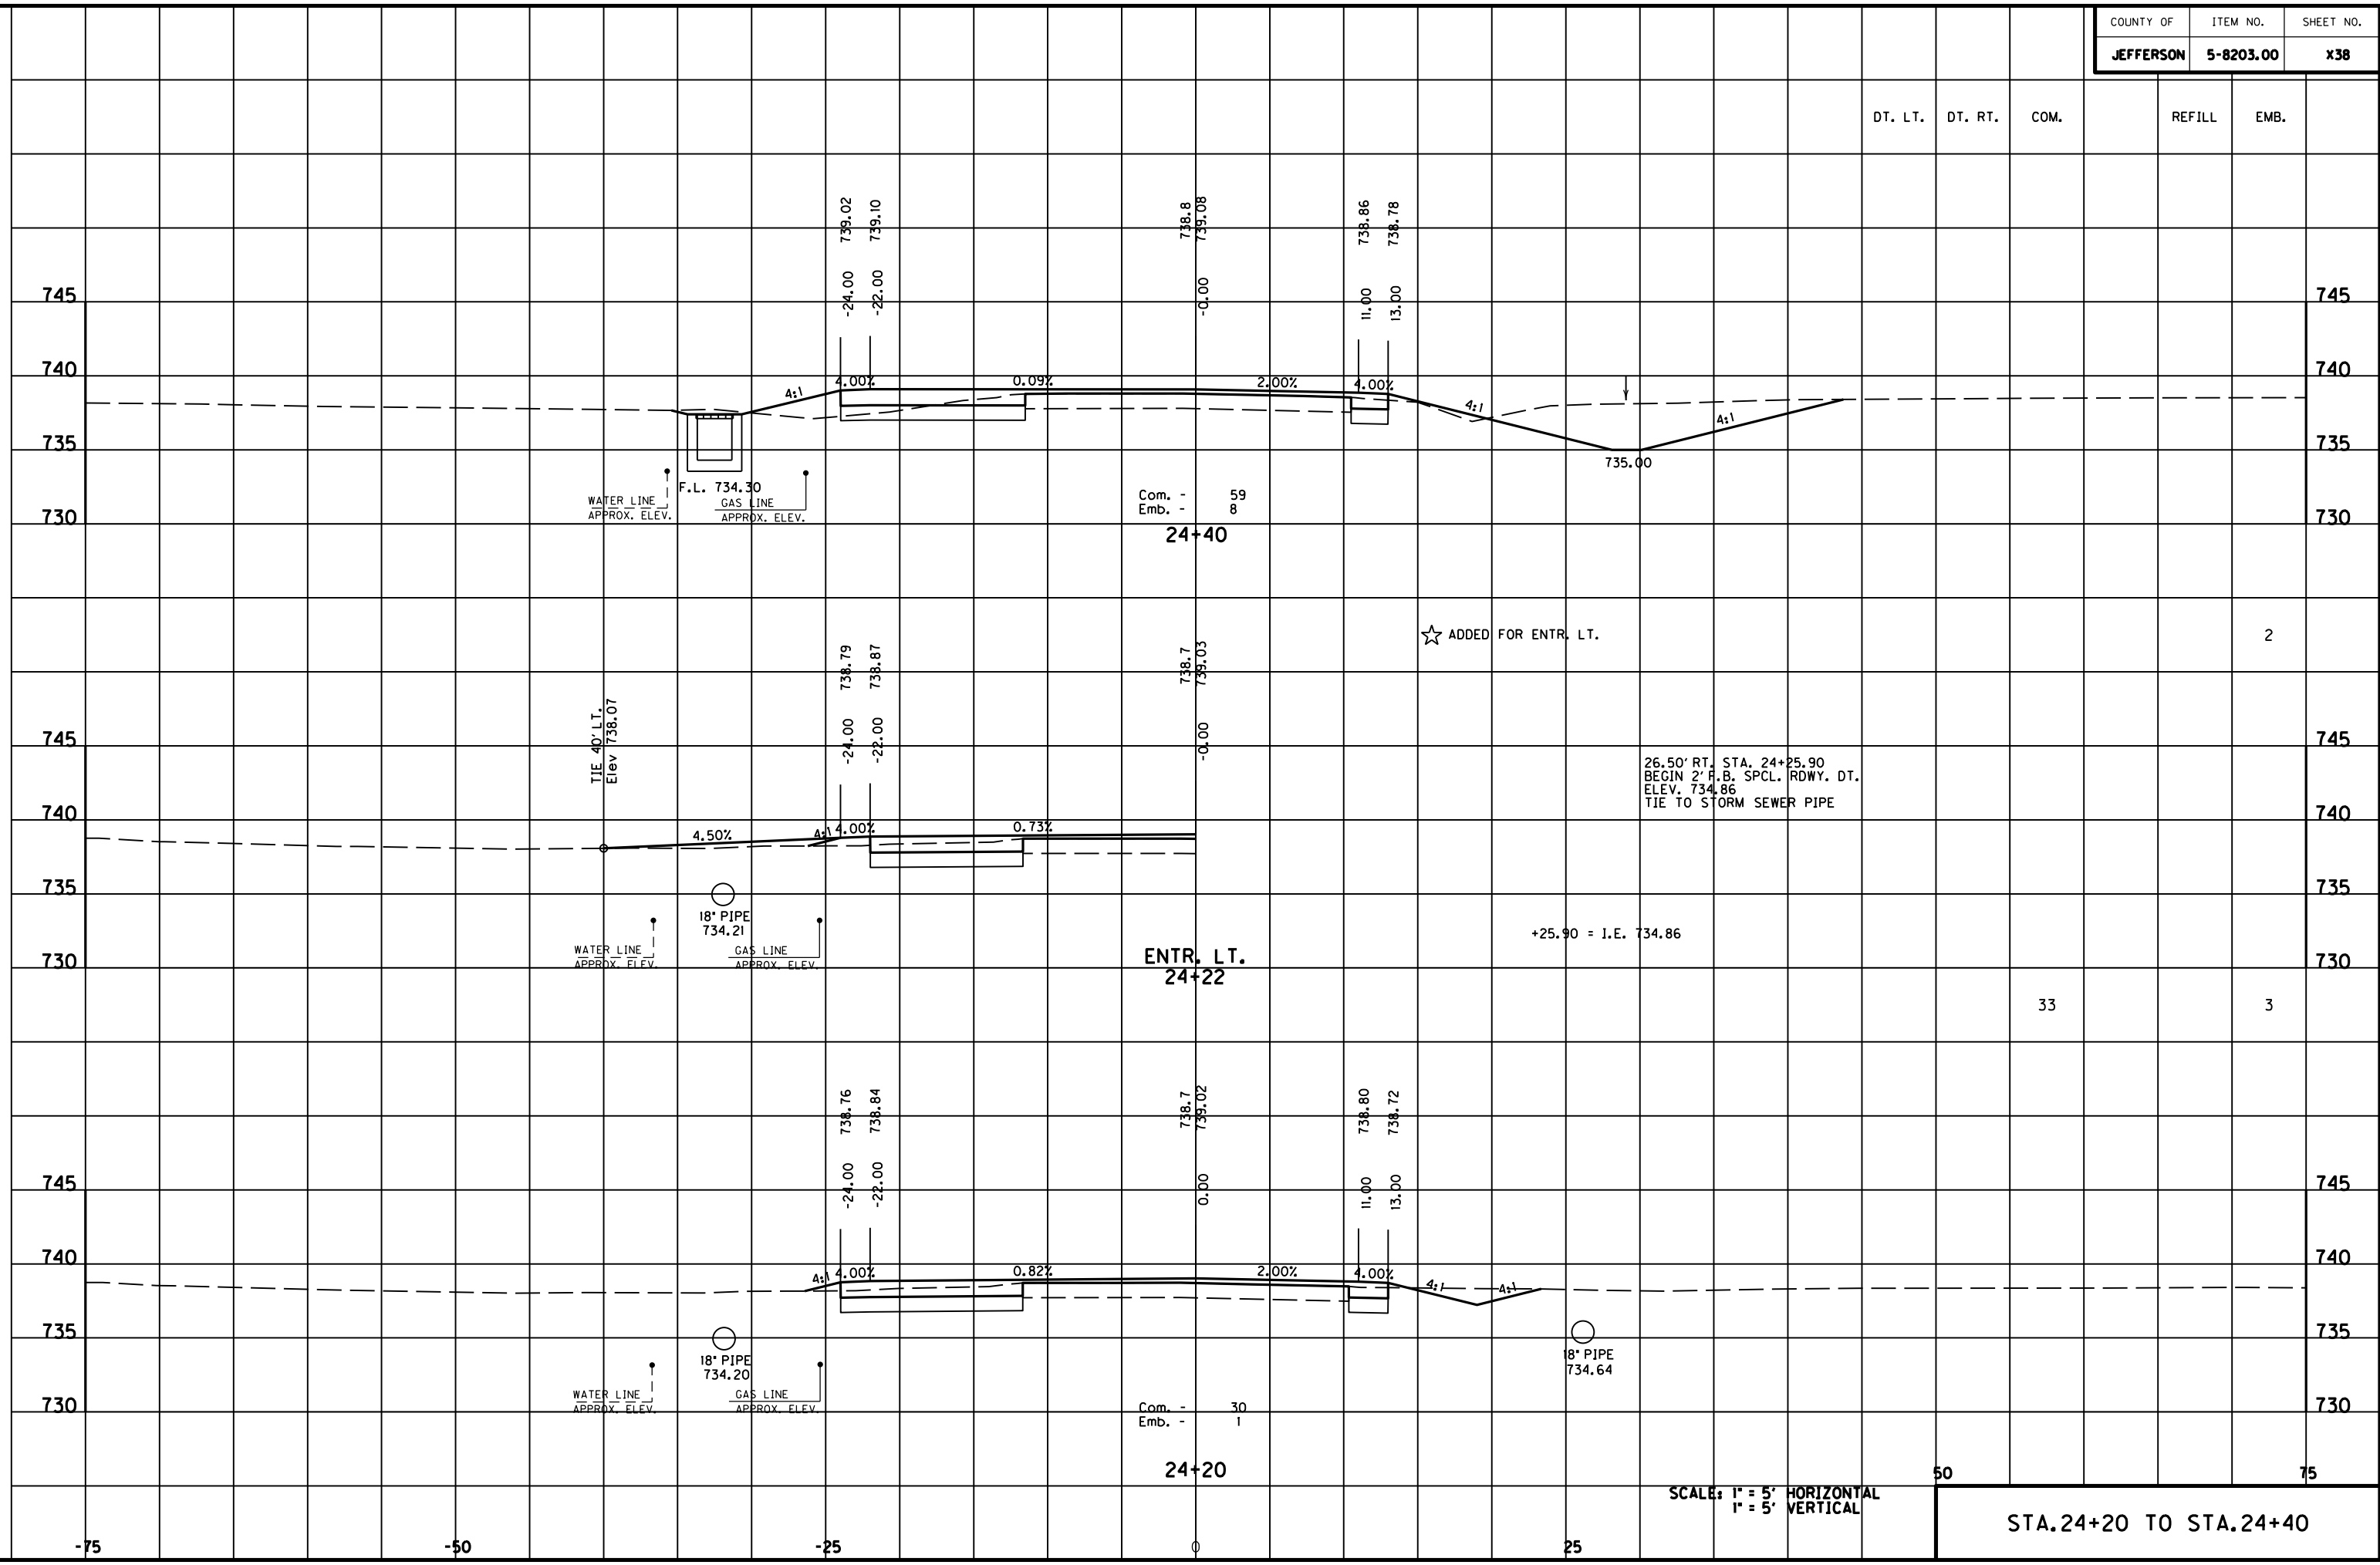 COUNTY OF ITEM NO. SHEET NO.
JEFFERSON 5-8203.00 X38
DT. LT. DT. RT. COM. REFILL EMB.
739.02 739.10 738.8 739.08 738.86 738.78
-24.00 -22.00 -0.00 11.00 13.00
745 745
740 740
4:1 4.00% 0.09% 2.00% 4.00% 4:1 4:1
735 735
735.00
F.L. 734.30
WATER LINE
APPROX. ELEV.
GAS LINE
APPROX. ELEV.
Com. - 59
Emb. - 8
730 730
24+40
☆ ADDED FOR ENTR. LT. 2
738.79 738.87 738.7 739.03
TIE 40' LT.
Elev 738.07
-24.00 -22.00 -0.00
745 745
26.50' RT. STA. 24+25.90
BEGIN 2' F.B. SPCL. RDWY. DT.
ELEV. 734.86
TIE TO STORM SEWER PIPE
740 740
4.50% 4:1 4.00% 0.73%
735 735
18" PIPE
734.21
+25.90 = I.E. 734.86
WATER LINE
APPROX. ELEV.
GAS LINE
APPROX. ELEV.
730 730
ENTR. LT.
24+22
33 3
738.76 738.84 738.7 739.02 738.80 738.72
-24.00 -22.00 0.00 11.00 13.00
745 745
740 740
4:1 4.00% 0.82% 2.00% 4.00% 4:1 4:1
735 735
18" PIPE
734.20
18" PIPE
734.64
WATER LINE
APPROX. ELEV.
GAS LINE
APPROX. ELEV.
Com. - 30
Emb. - 1
730 730
24+20
50 75
SCALE: 1" = 5' HORIZONTAL
1" = 5' VERTICAL
STA.24+20 TO STA.24+40
-75 -50 -25 0 25